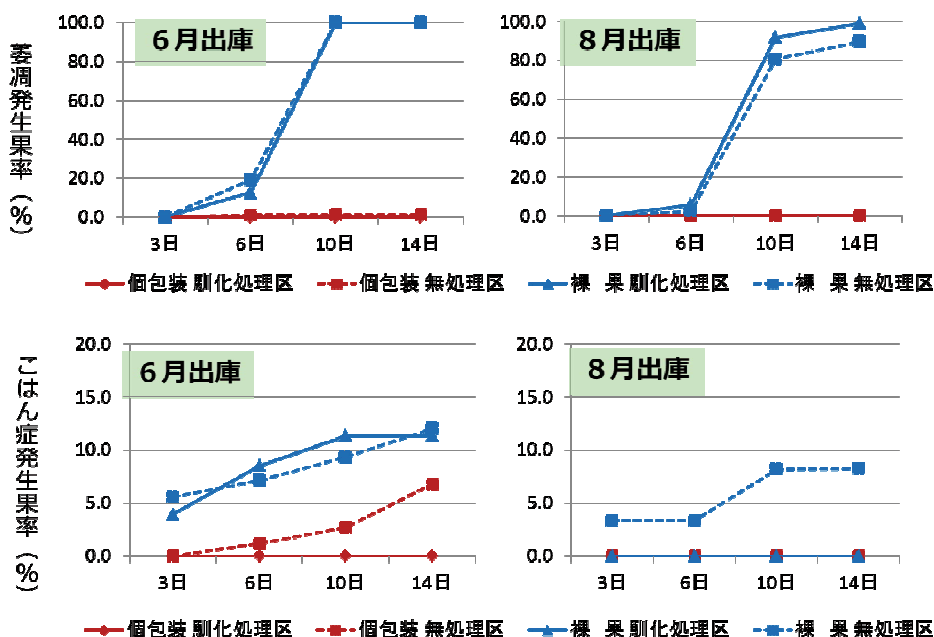 萎凋発生果率（%）
６月出庫
100.0
80.0
60.0
40.0
20.0
0.0
3日 6日 10日 14日
８月出庫
100.0
80.0
60.0
40.0
20.0
0.0
3日 6日 10日 14日
個包装 馴化処理区 個包装 無処理区 裸 果 馴化処理区 裸 果 無処理区
こはん症発生果率（%）
６月出庫
20.0
15.0
10.0
5.0
0.0
3日 6日 10日 14日
８月出庫
20.0
15.0
10.0
5.0
0.0
3日 6日 10日 14日
個包装 馴化処理区 個包装 無処理区 裸 果 馴化処理区 裸 果 無処理区